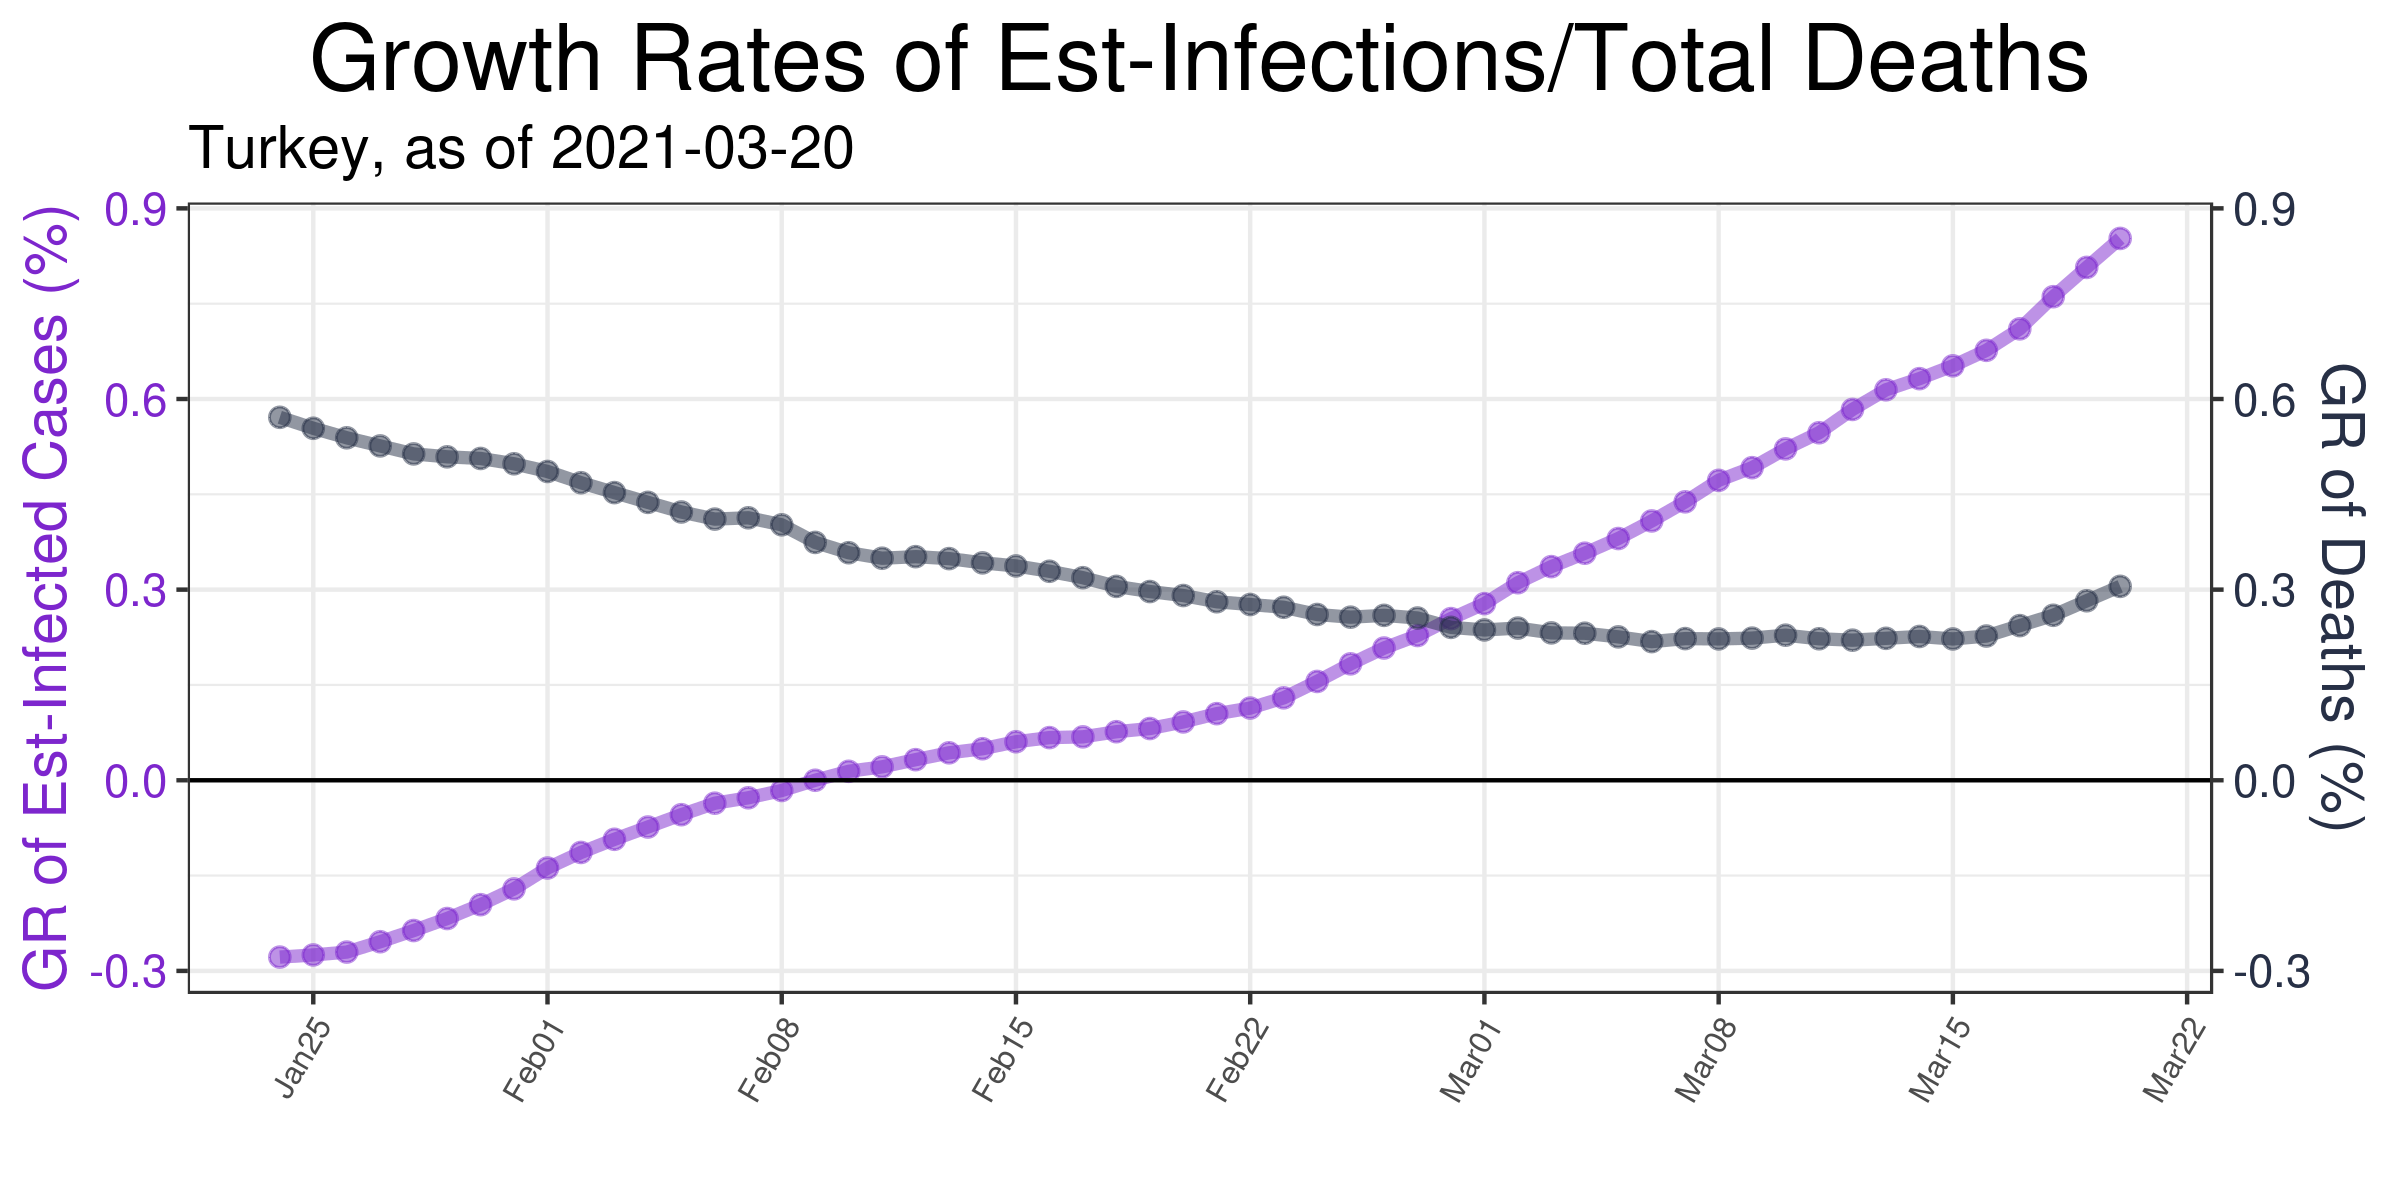 Growth Rates of Est-Infections/Total Deaths
Turkey, as of 2021-03-20
GR of Est-Infected Cases (%)
0.9
0.6
0.3
0.0
-0.3
0.9
0.6
0.3
0.0
-0.3
GR of Deaths (%)
Jan25
Feb01
Feb08
Feb15
Feb22
Mar01
Mar08
Mar15
Mar22